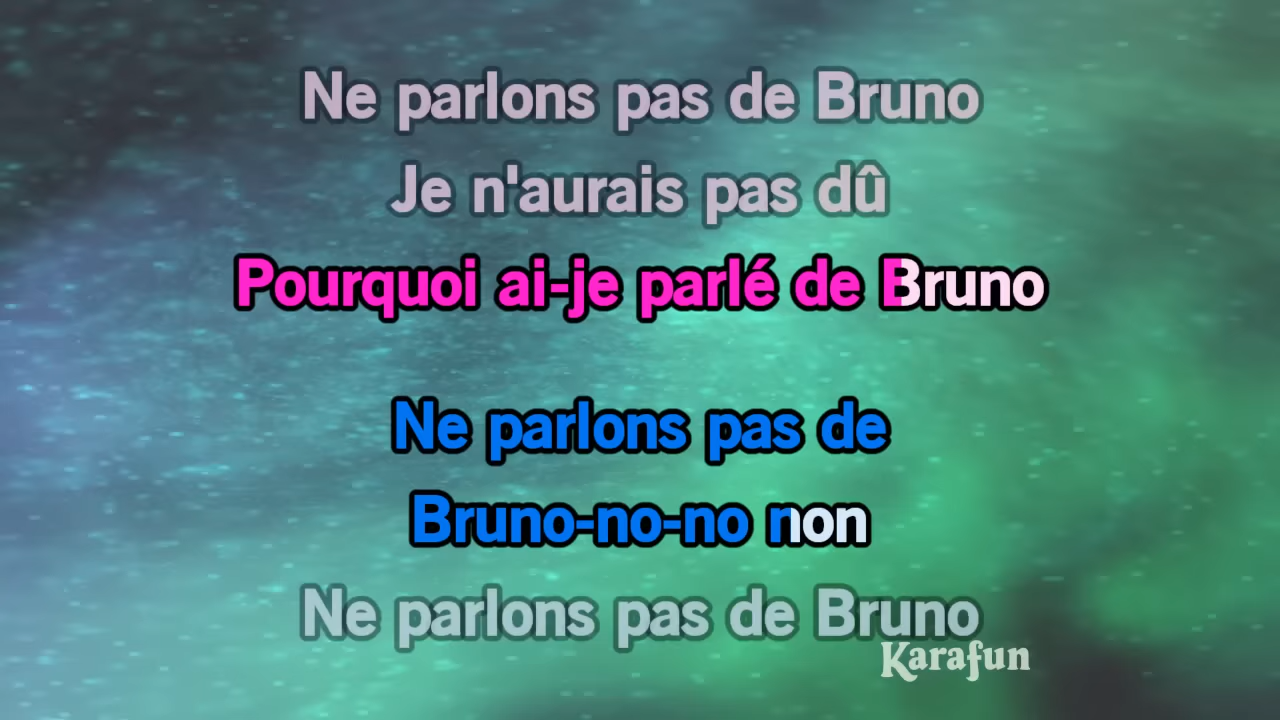 Ne parlons pas de Bruno
Je n'aurais pas dû
Pourquoi ai-je parlé de Bruno
Ne parlons pas de
Bruno-no-no non
Ne parlons pas de Bruno
Karafun